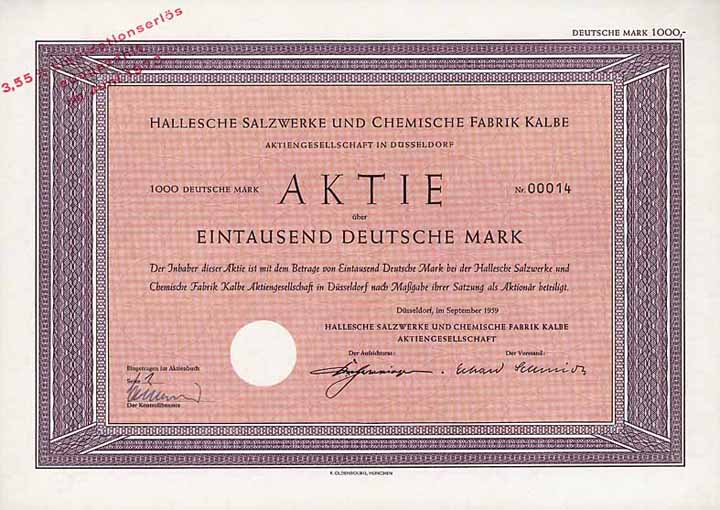 DEUTSCHE MARK 1000,-
3,55
HALLESCHE SALZWERKE UND CHEMISCHE FABRIK KALBE
AKTIENGESELLSCHAFT IN DÜSSELDORF
1000 DEUTSCHE MARK AKTIE Nr. 00014
über
EINTAUSEND DEUTSCHE MARK
Der Inhaber dieser Aktie ist mit dem Betrage von Eintausend Deutsche Mark bei der Hallesche Salzwerke und
Chemische Fabrik Kalbe Aktiengesellschaft in Düsseldorf nach Maßgabe ihrer Satzung als Aktionär beteiligt.
Düsseldorf, im September 1959
HALLESCHE SALZWERKE UND CHEMISCHE FABRIK KALBE
AKTIENGESELLSCHAFT
Der Aufsichtsrat: Der Vorstand:
Erhard Schmidt
Eingetragen im Aktienbuch
Seite 2
Der Kontrollbeamte
R. OLDENBOURG, MÜNCHEN